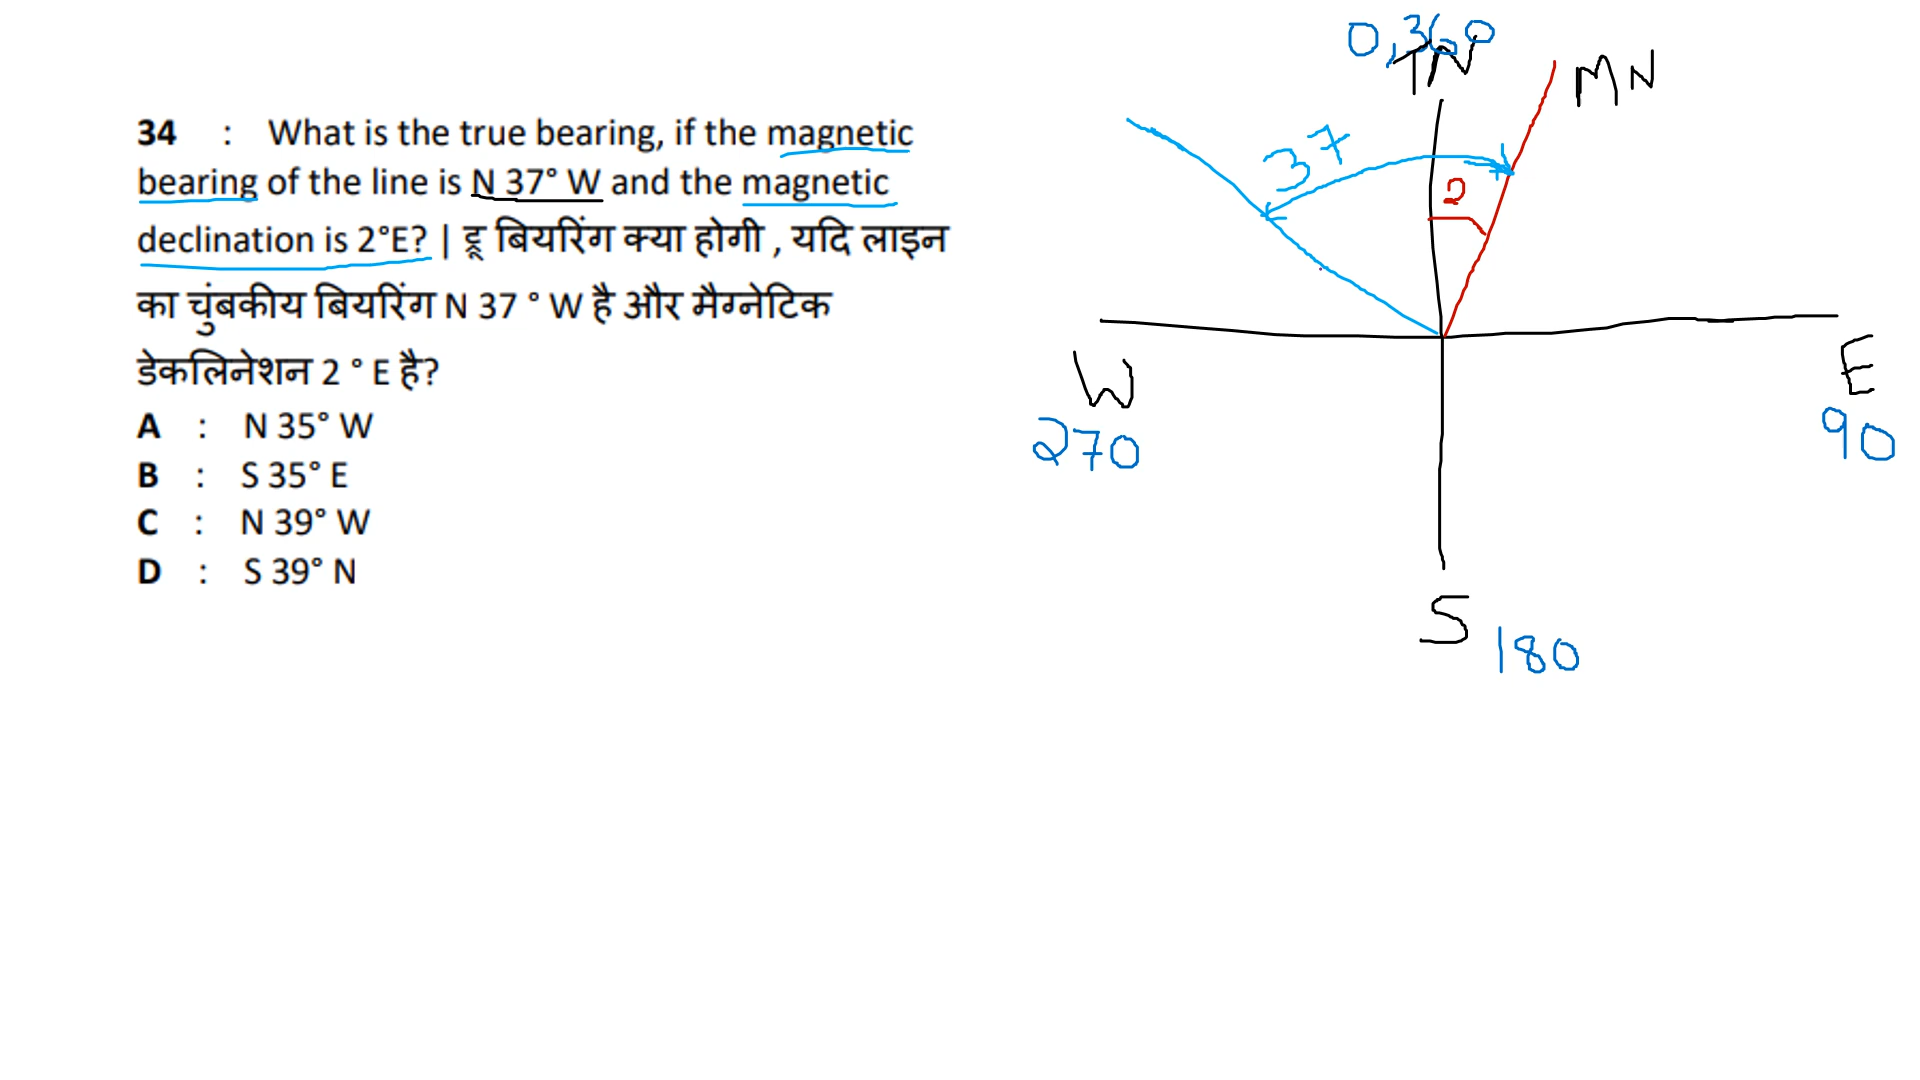 34 : What is the true bearing, if the magnetic
bearing of the line is N 37° W and the magnetic
declination is 2°E? | ट्रू बियरिंग क्या होगी , यदि लाइन
का चुंबकीय बियरिंग N 37 ° W है और मैग्नेटिक
डेकलिनेशन 2 ° E है?
A : N 35° W
B : S 35° E
C : N 39° W
D : S 39° N
0,360
TN
MN
37
2
W
E
270
90
S
180